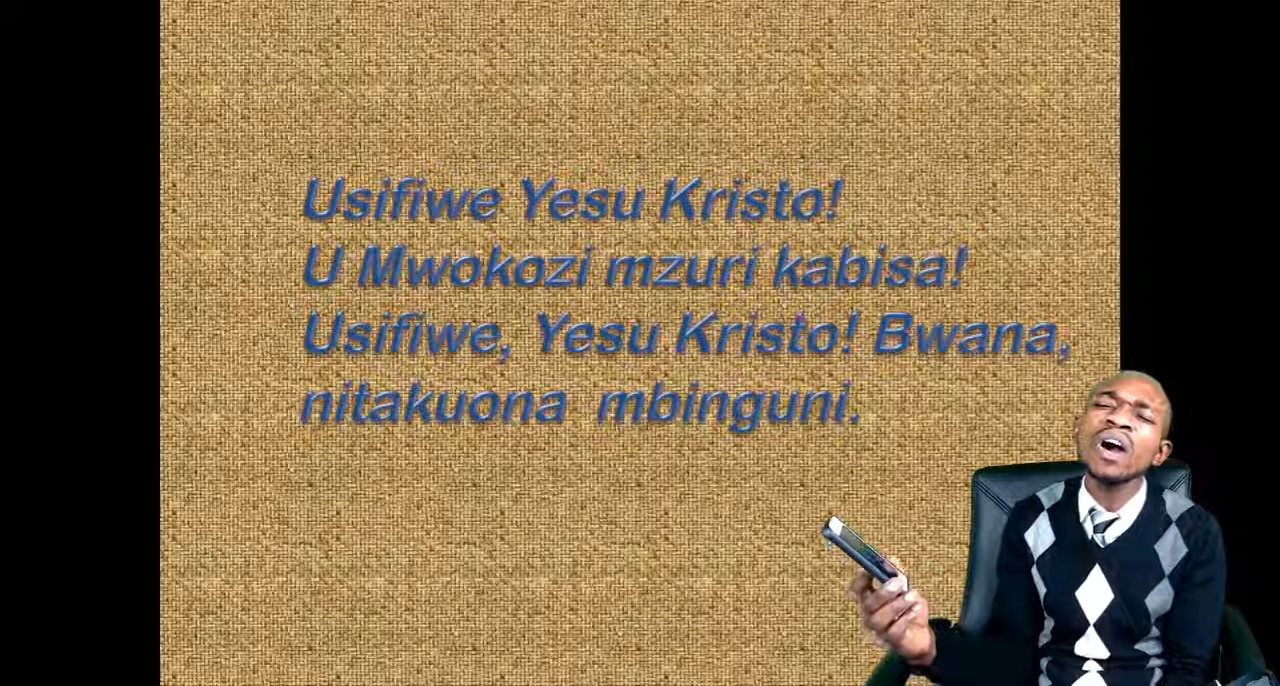 Usifiwe Yesu Kristo!
U Mwokozi mzuri kabisa!
Usifiwe, Yesu Kristo! Bwana,
nitakuona mbinguni.